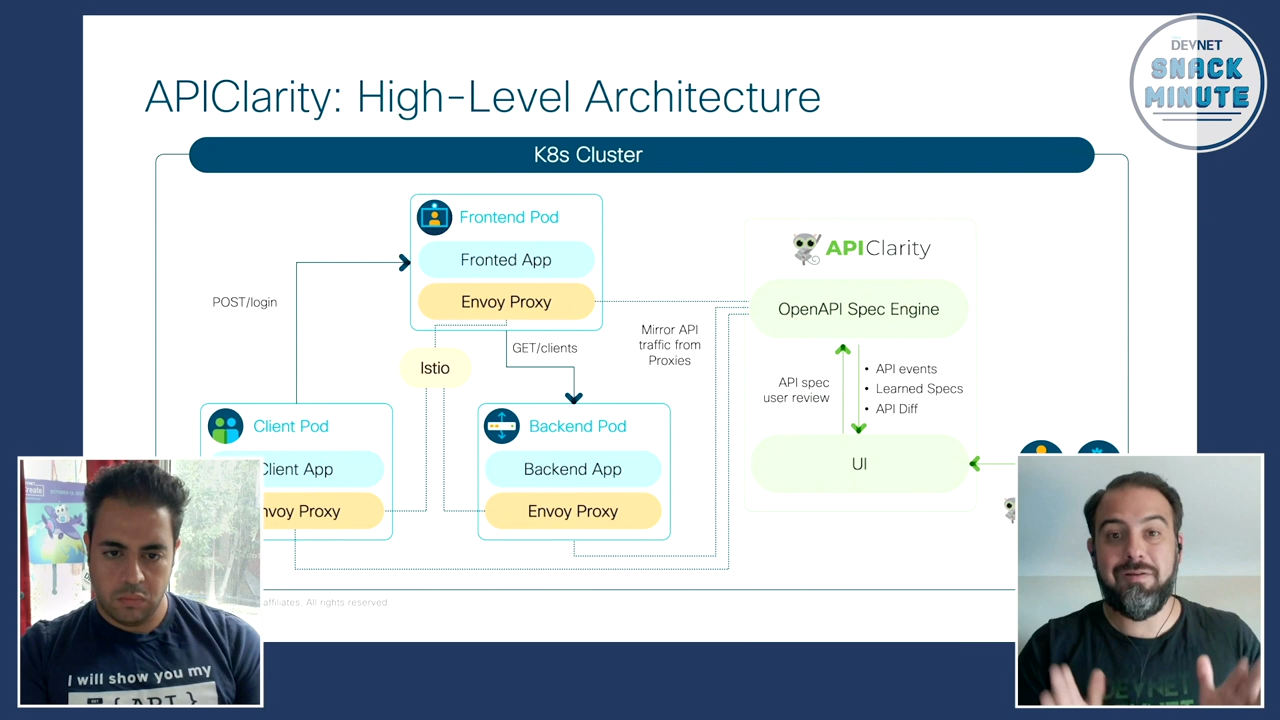 DEVNET
SNACK
MINUTE
APIClarity: High-Level Architecture
K8s Cluster
Frontend Pod
Fronted App
Envoy Proxy
POST/login
GET/clients
Istio
Mirror API
traffic from
Proxies
APIClarity
OpenAPI Spec Engine
API spec
user review
• API events
• Learned Specs
• API Diff
UI
Client Pod
Client App
Envoy Proxy
Backend Pod
Backend App
Envoy Proxy
affiliates. All rights reserved.
I will show you my
{ API }
DEVNET